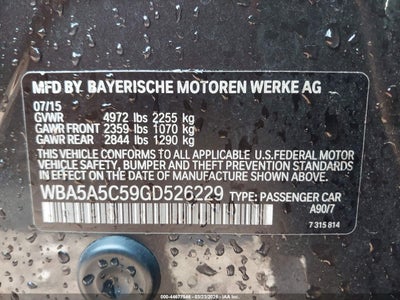 MFD BY BAYERISCHE MOTOREN WERKE AG
07/15
GVWR 4972 lbs 2255 kg
GAWR FRONT 2359 lbs 1070 kg
GAWR REAR 2844 lbs 1290 kg
THIS VEHICLE CONFORMS TO ALL APPLICABLE U.S.FEDERAL MOTOR
VEHICLE SAFETY, BUMPER AND THEFT PREVENTION STANDARDS
IN EFFECT ON THE DATE OF MANUFACTURE SHOWN ABOVE.
WBA5A5C59GD526229 TYPE: PASSENGER CAR
A90/7
7 315 814